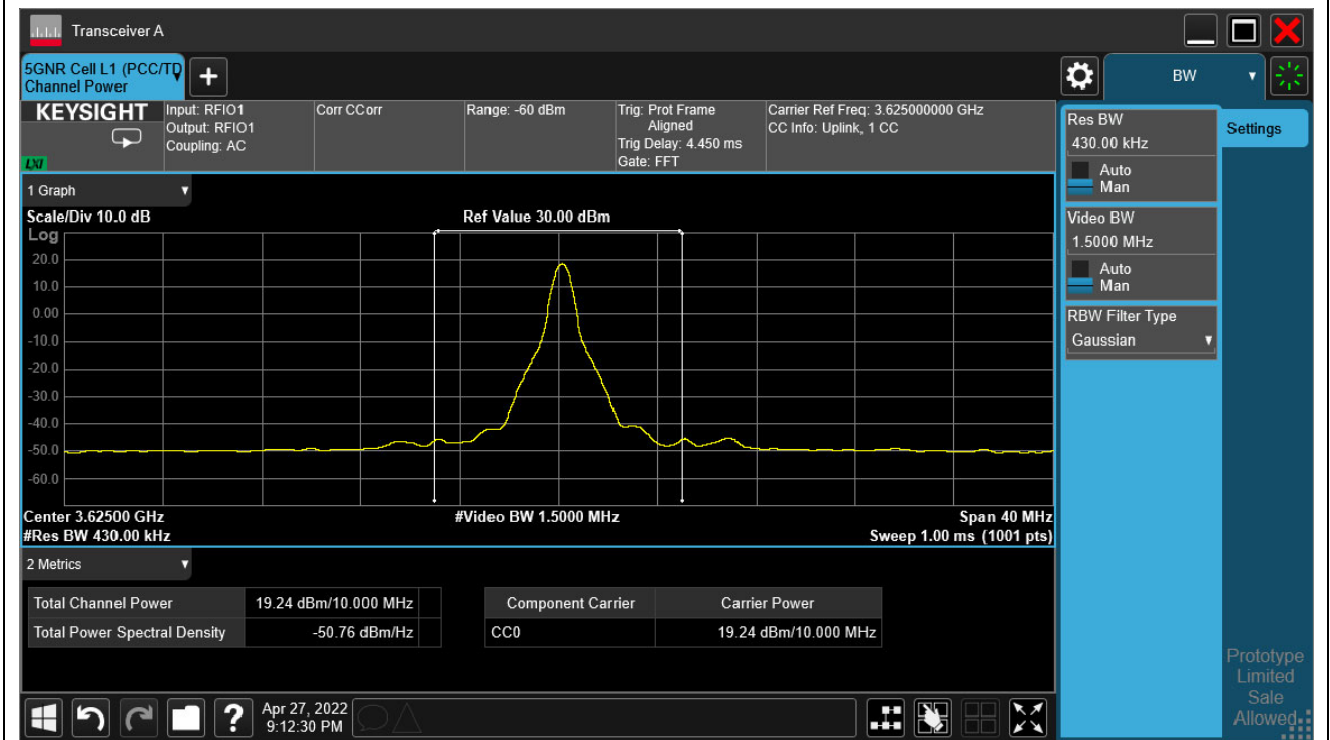 Transceiver A
5GNR Cell L1 (PCC/TD
Channel Power
+
BW
KEYSIGHT
LXI
Input: RFIO1
Output: RFIO1
Coupling: AC
Corr CCorr
Range: -60 dBm
Trig: Prot Frame
Aligned
Trig Delay: 4.450 ms
Gate: FFT
Carrier Ref Freq: 3.625000000 GHz
CC Info: Uplink, 1 CC
1 Graph
Scale/Div 10.0 dB
Ref Value 30.00 dBm
Log
20.0
10.0
0.00
-10.0
-20.0
-30.0
-40.0
-50.0
-60.0
Center 3.62500 GHz
#Video BW 1.5000 MHz
Span 40 MHz
#Res BW 430.00 kHz
Sweep 1.00 ms (1001 pts)
2 Metrics
Total Channel Power 19.24 dBm/10.000 MHz
Total Power Spectral Density -50.76 dBm/Hz
Component Carrier Carrier Power
CC0 19.24 dBm/10.000 MHz
Res BW
430.00 kHz
Auto
Man
Video BW
1.5000 MHz
Auto
Man
RBW Filter Type
Gaussian
Settings
Prototype
Limited
Sale
Allowed
?
Apr 27, 2022
9:12:30 PM